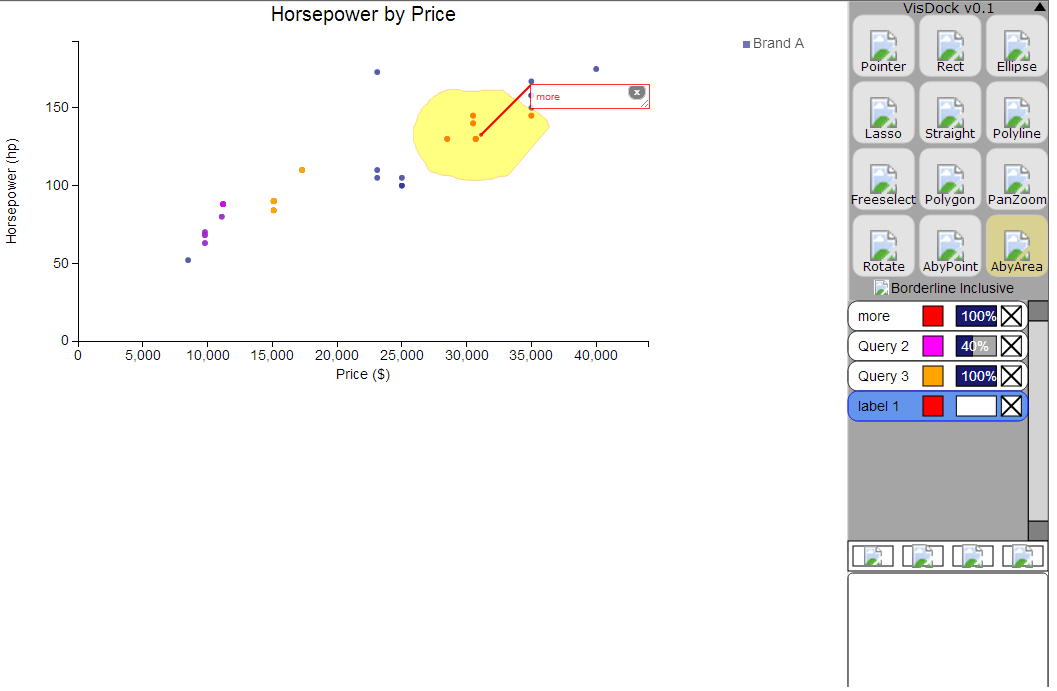 Horsepower by Price
Brand A
more
x
Horsepower (hp)
150
100
50
0
0 5,000 10,000 15,000 20,000 25,000 30,000 35,000 40,000
Price ($)
VisDock v0.1
Pointer Rect Ellipse
Lasso Straight Polyline
Freeselect Polygon PanZoom
Rotate AbyPoint AbyArea
Borderline Inclusive
more 100%
Query 2 40%
Query 3 100%
label 1